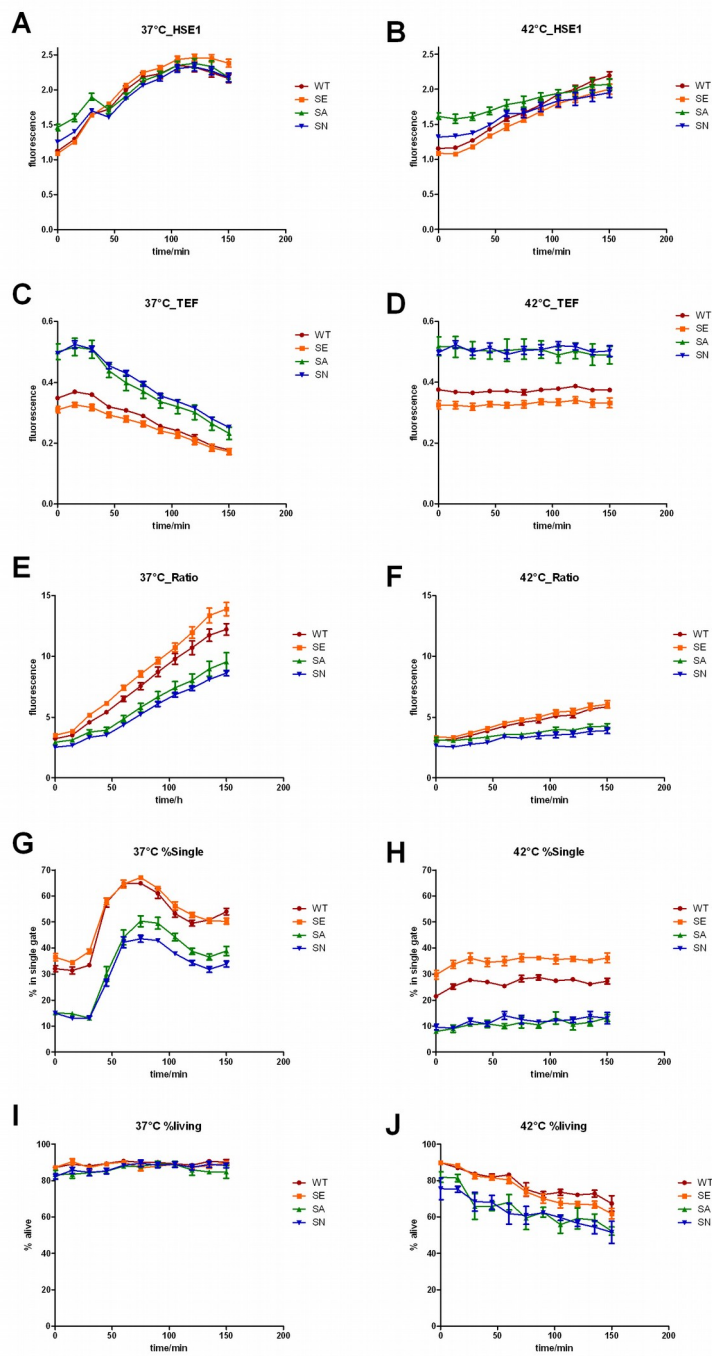 A
37°C_HSE1
2.5
2.0
1.5
1.0
0.5
0.0
fluorescence
0 50 100 150 200
time/min
WT
SE
SA
SN
B
42°C_HSE1
2.5
2.0
1.5
1.0
0.5
0.0
fluorescence
0 50 100 150 200
time/min
WT
SE
SA
SN
C
37°C_TEF
0.6
0.4
0.2
0.0
fluorescence
0 50 100 150 200
time/min
WT
SE
SA
SN
D
42°C_TEF
0.6
0.4
0.2
0.0
fluorescence
0 50 100 150 200
time/min
WT
SE
SA
SN
E
37°C_Ratio
15
10
5
0
fluorescence
0 50 100 150 200
time/h
WT
SE
SA
SN
F
42°C_Ratio
15
10
5
0
fluorescence
0 50 100 150 200
time/min
WT
SE
SA
SN
G
37°C %Single
70
60
50
40
30
20
10
0
% in single gate
0 50 100 150 200
time/min
WT
SE
SA
SN
H
42°C %Single
70
60
50
40
30
20
10
0
% in single gate
0 50 100 150 200
time/min
WT
SE
SA
SN
I
37°C %living
100
80
60
40
20
0
% alive
0 50 100 150 200
time/min
WT
SE
SA
SN
J
42°C %living
100
80
60
40
20
0
% alive
0 50 100 150 200
time/min
WT
SE
SA
SN